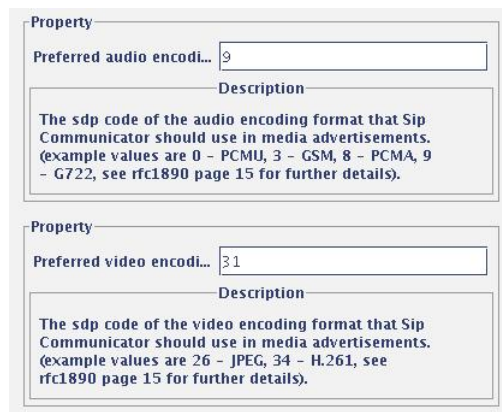 Property
Preferred audio encodi... 9
Description
The sdp code of the audio encoding format that Sip
Communicator should use in media advertisements.
(example values are 0 - PCMU, 3 - GSM, 8 - PCMA, 9
- G722, see rfc1890 page 15 for further details).
Property
Preferred video encodi... 31
Description
The sdp code of the video encoding format that Sip
Communicator should use in media advertisements.
(example values are 26 - JPEG, 34 - H.261, see
rfc1890 page 15 for further details).